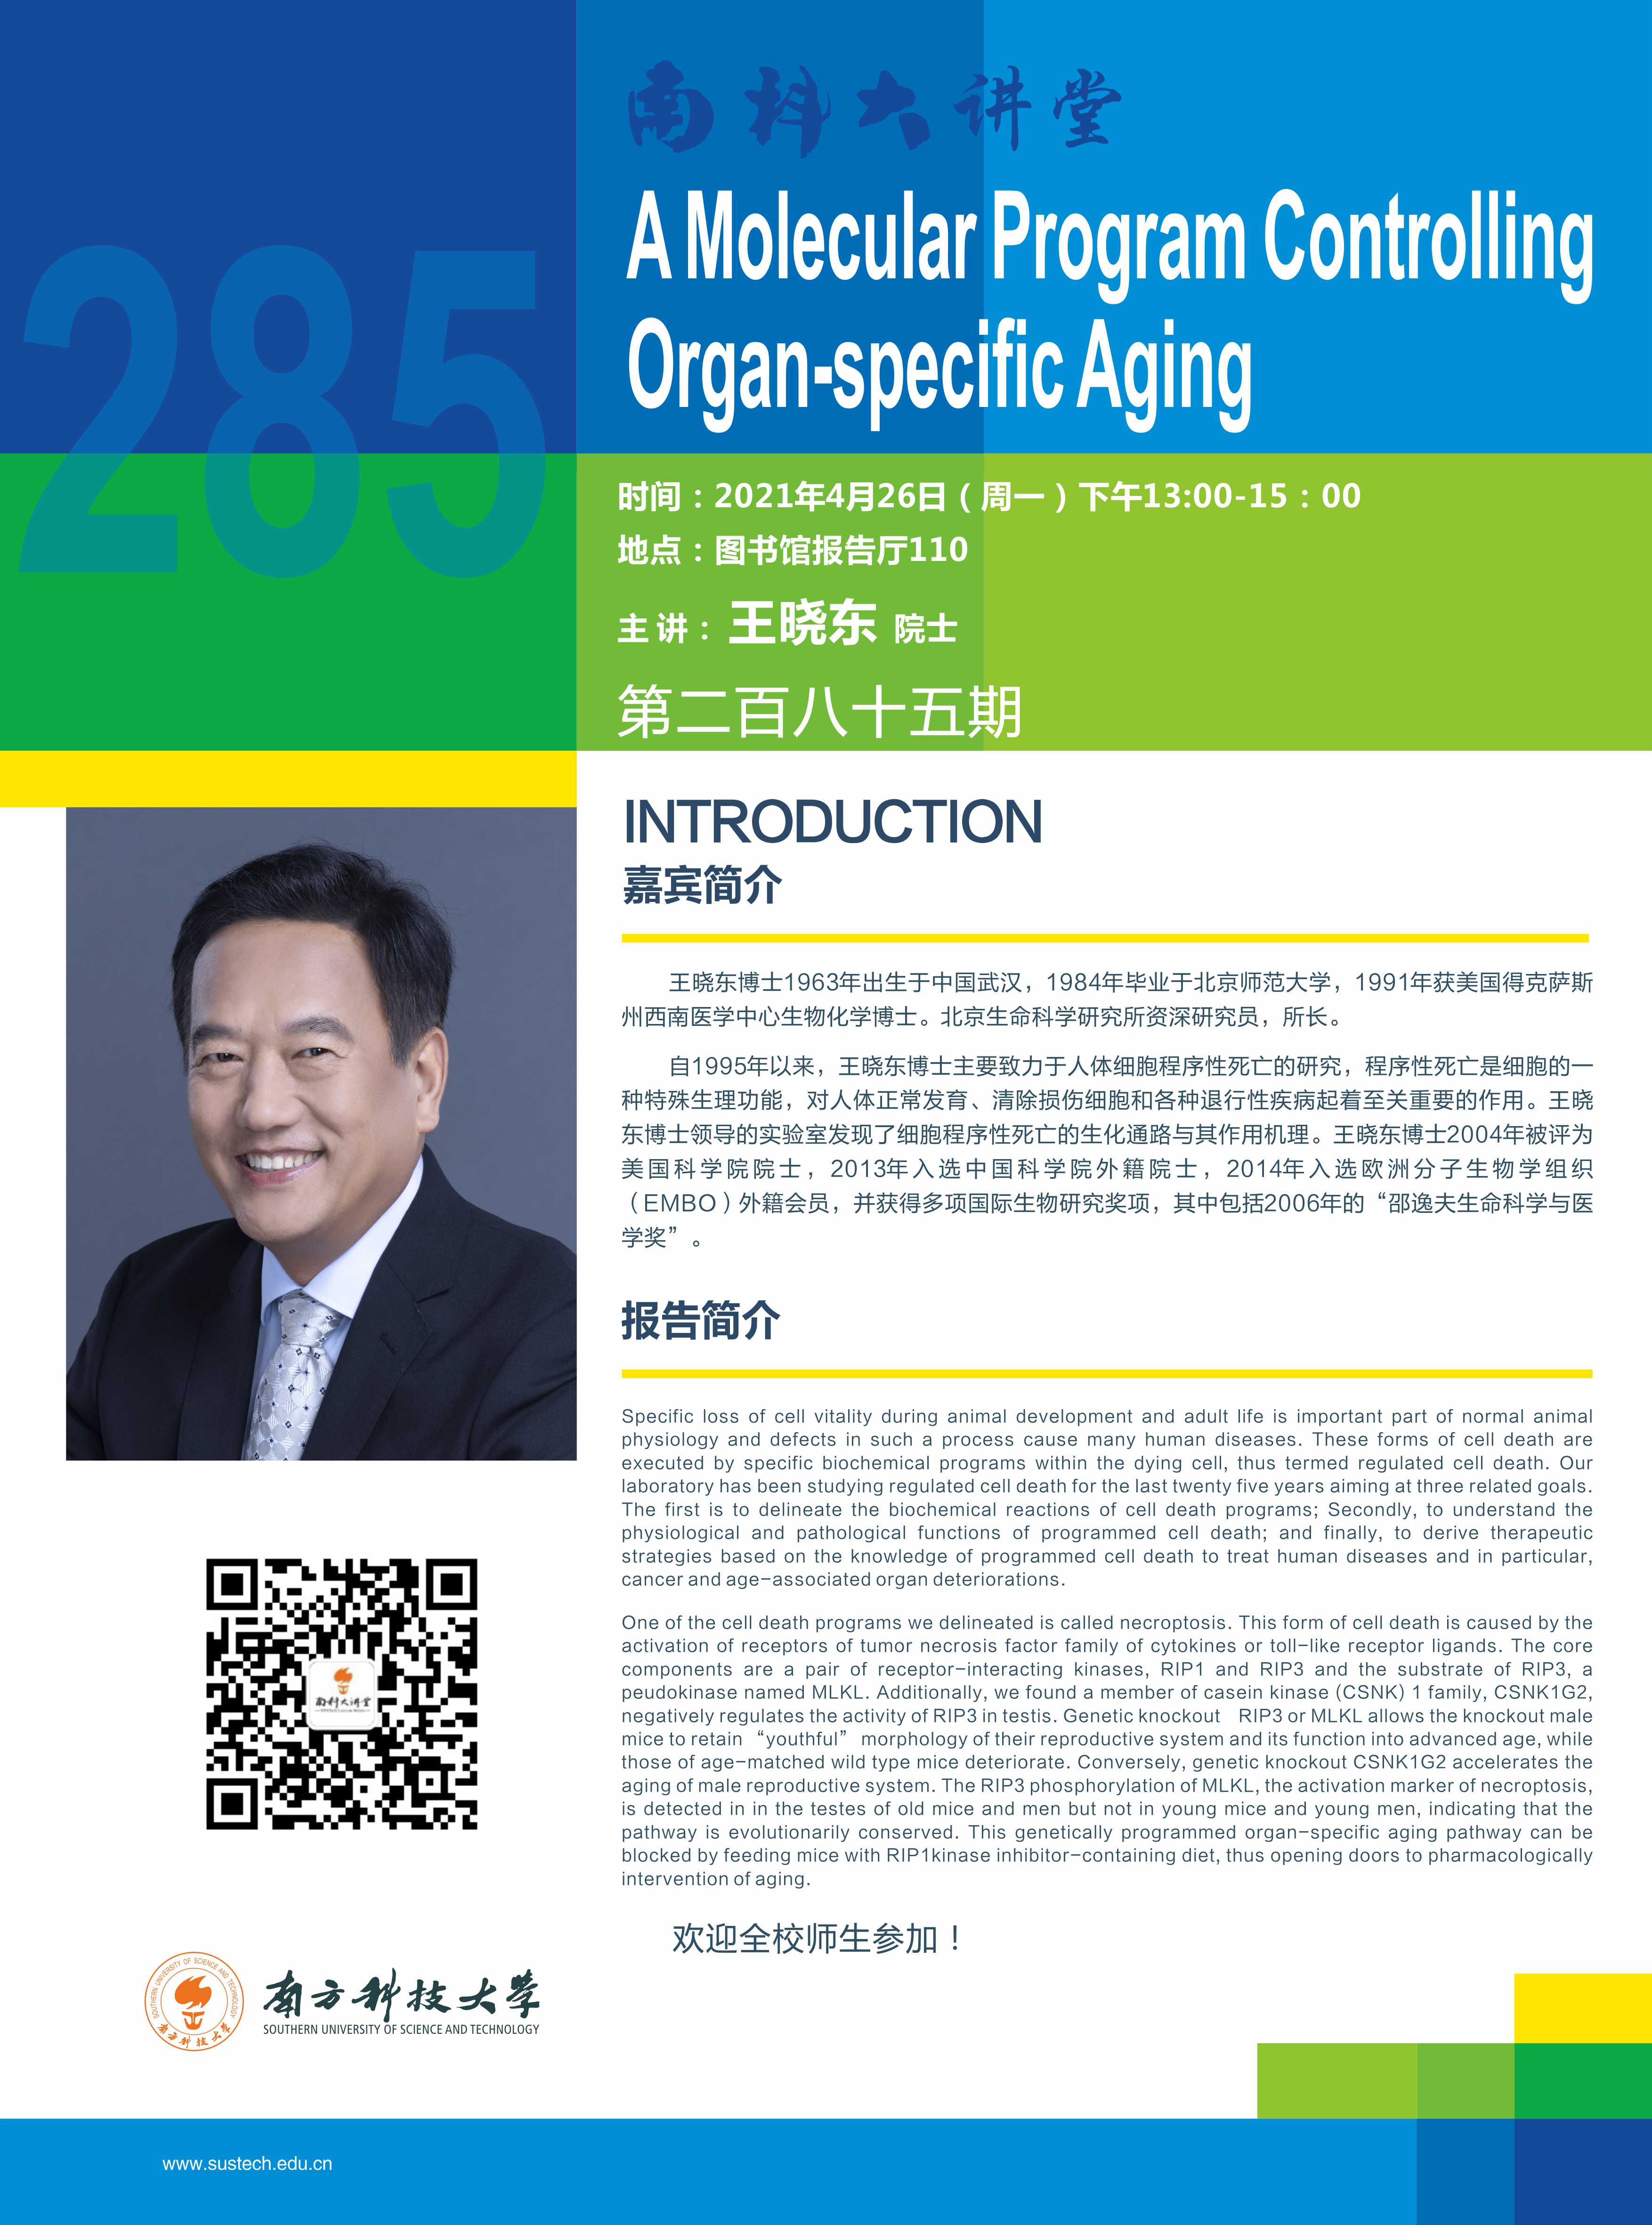 南科大讲堂
A Molecular Program Controlling
Organ-specific Aging
285
时间：2021年4月26日（周一）下午13:00-15：00
地点：图书馆报告厅110
主讲：王晓东 院士
第二百八十五期
INTRODUCTION
嘉宾简介
王晓东博士1963年出生于中国武汉，1984年毕业于北京师范大学，1991年获美国得克萨斯
州西南医学中心生物化学博士。北京生命科学研究所资深研究员，所长。
自1995年以来，王晓东博士主要致力于人体细胞程序性死亡的研究，程序性死亡是细胞的一
种特殊生理功能，对人体正常发育、清除损伤细胞和各种退行性疾病起着至关重要的作用。王晓
东博士领导的实验室发现了细胞程序性死亡的生化通路与其作用机理。王晓东博士2004年被评为
美国科学院院士，2013年入选中国科学院外籍院士，2014年入选欧洲分子生物学组织
（EMBO）外籍会员，并获得多项国际生物研究奖项，其中包括2006年的“邵逸夫生命科学与医
学奖”。
报告简介
Specific loss of cell vitality during animal development and adult life is important part of normal animal
physiology and defects in such a process cause many human diseases. These forms of cell death are
executed by specific biochemical programs within the dying cell, thus termed regulated cell death. Our
laboratory has been studying regulated cell death for the last twenty five years aiming at three related goals.
The first is to delineate the biochemical reactions of cell death programs; Secondly, to understand the
physiological and pathological functions of programmed cell death; and finally, to derive therapeutic
strategies based on the knowledge of programmed cell death to treat human diseases and in particular,
cancer and age-associated organ deteriorations.
One of the cell death programs we delineated is called necroptosis. This form of cell death is caused by the
activation of receptors of tumor necrosis factor family of cytokines or toll-like receptor ligands. The core
components are a pair of receptor-interacting kinases, RIP1 and RIP3 and the substrate of RIP3, a
peudokinase named MLKL. Additionally, we found a member of casein kinase (CSNK) 1 family, CSNK1G2,
negatively regulates the activity of RIP3 in testis. Genetic knockout RIP3 or MLKL allows the knockout male
mice to retain “youthful” morphology of their reproductive system and its function into advanced age, while
those of age-matched wild type mice deteriorate. Conversely, genetic knockout CSNK1G2 accelerates the
aging of male reproductive system. The RIP3 phosphorylation of MLKL, the activation marker of necroptosis,
is detected in in the testes of old mice and men but not in young mice and young men, indicating that the
pathway is evolutionarily conserved. This genetically programmed organ-specific aging pathway can be
blocked by feeding mice with RIP1kinase inhibitor-containing diet, thus opening doors to pharmacologically
intervention of aging.
欢迎全校师生参加！
南科大讲堂
SOUTHERN UNIVERSITY OF SCIENCE AND TECHNOLOGY
南方科技大学
南方科技大学
SOUTHERN UNIVERSITY OF SCIENCE AND TECHNOLOGY
www.sustech.edu.cn